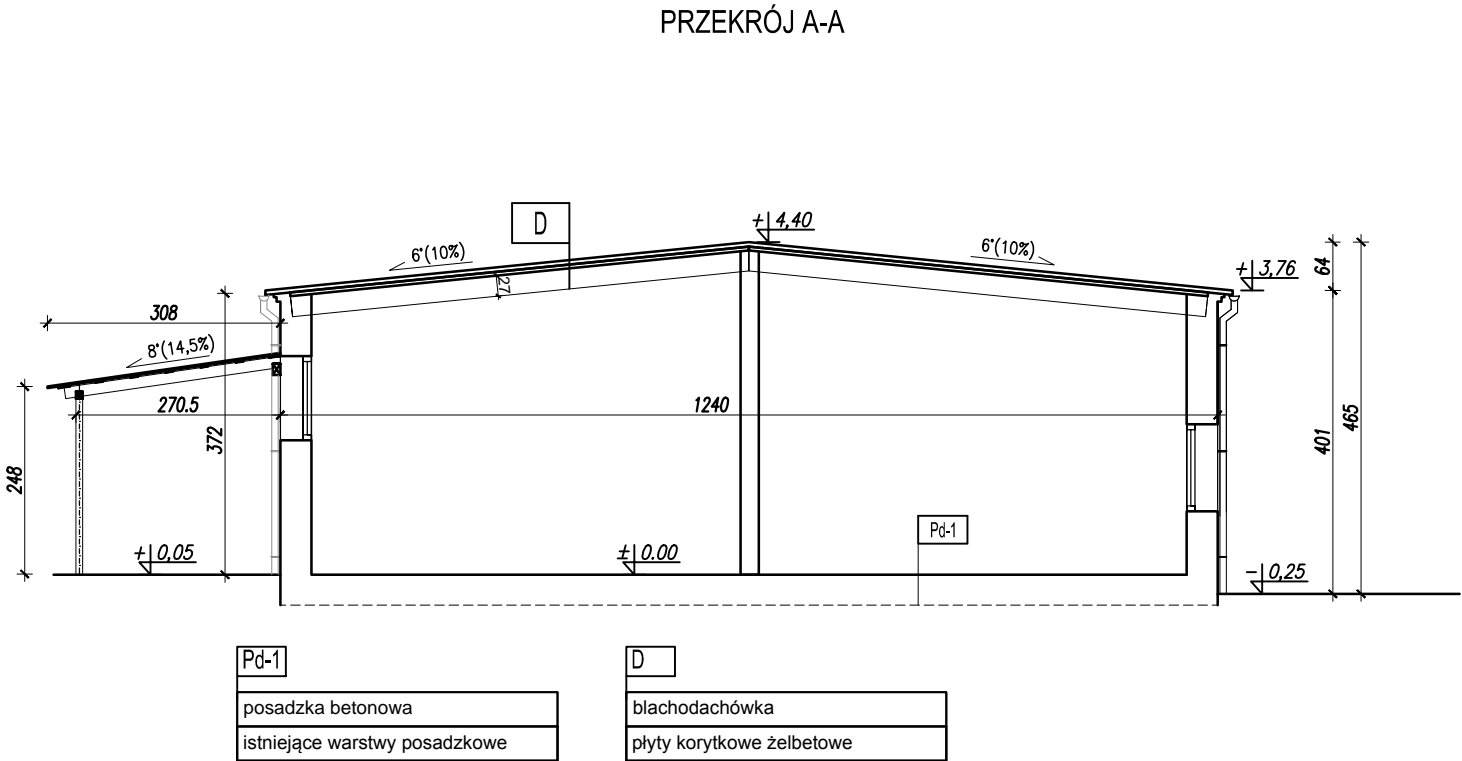 PRZEKRÓJ A-A
D
+ 4,40
6°(10%)
6°(10%)
+ 3,76
64
27
308
8°(14,5%)
270.5
1240
372
248
401
465
Pd-1
+ 0,05
± 0.00
- 0,25
Pd-1
posadzka betonowa
istniejące warstwy posadzkowe
D
blachodachówka
płyty korytkowe żelbetowe